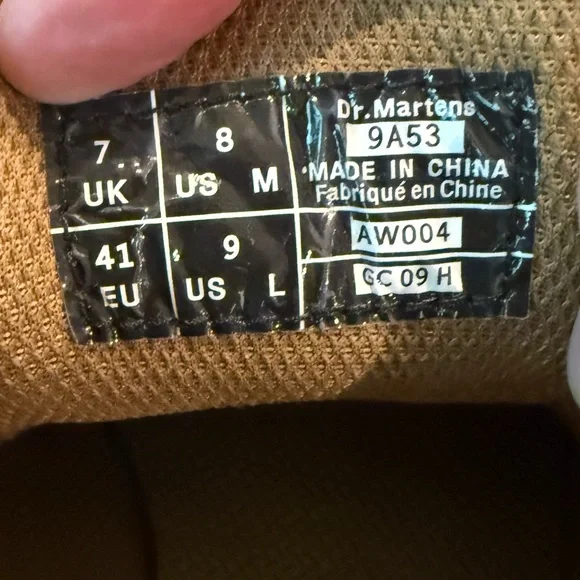 7
UK
8
US M
41
EU
9
US L
Dr. Martens
9A53
MADE IN CHINA
Fabriqué en Chine
AW004
GC 09 H